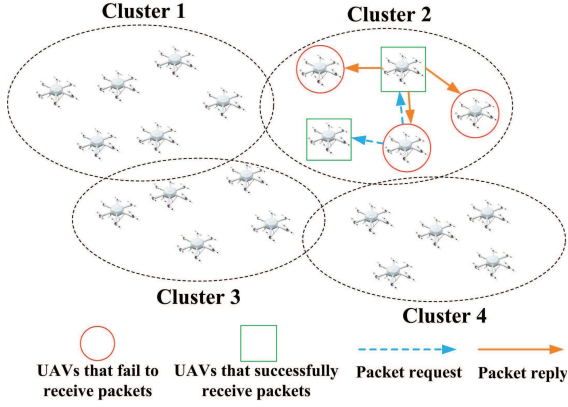 Cluster 1
Cluster 2
Cluster 3
Cluster 4
UAVs that fail to
receive packets
UAVs that successfully
receive packets
Packet request
Packet reply